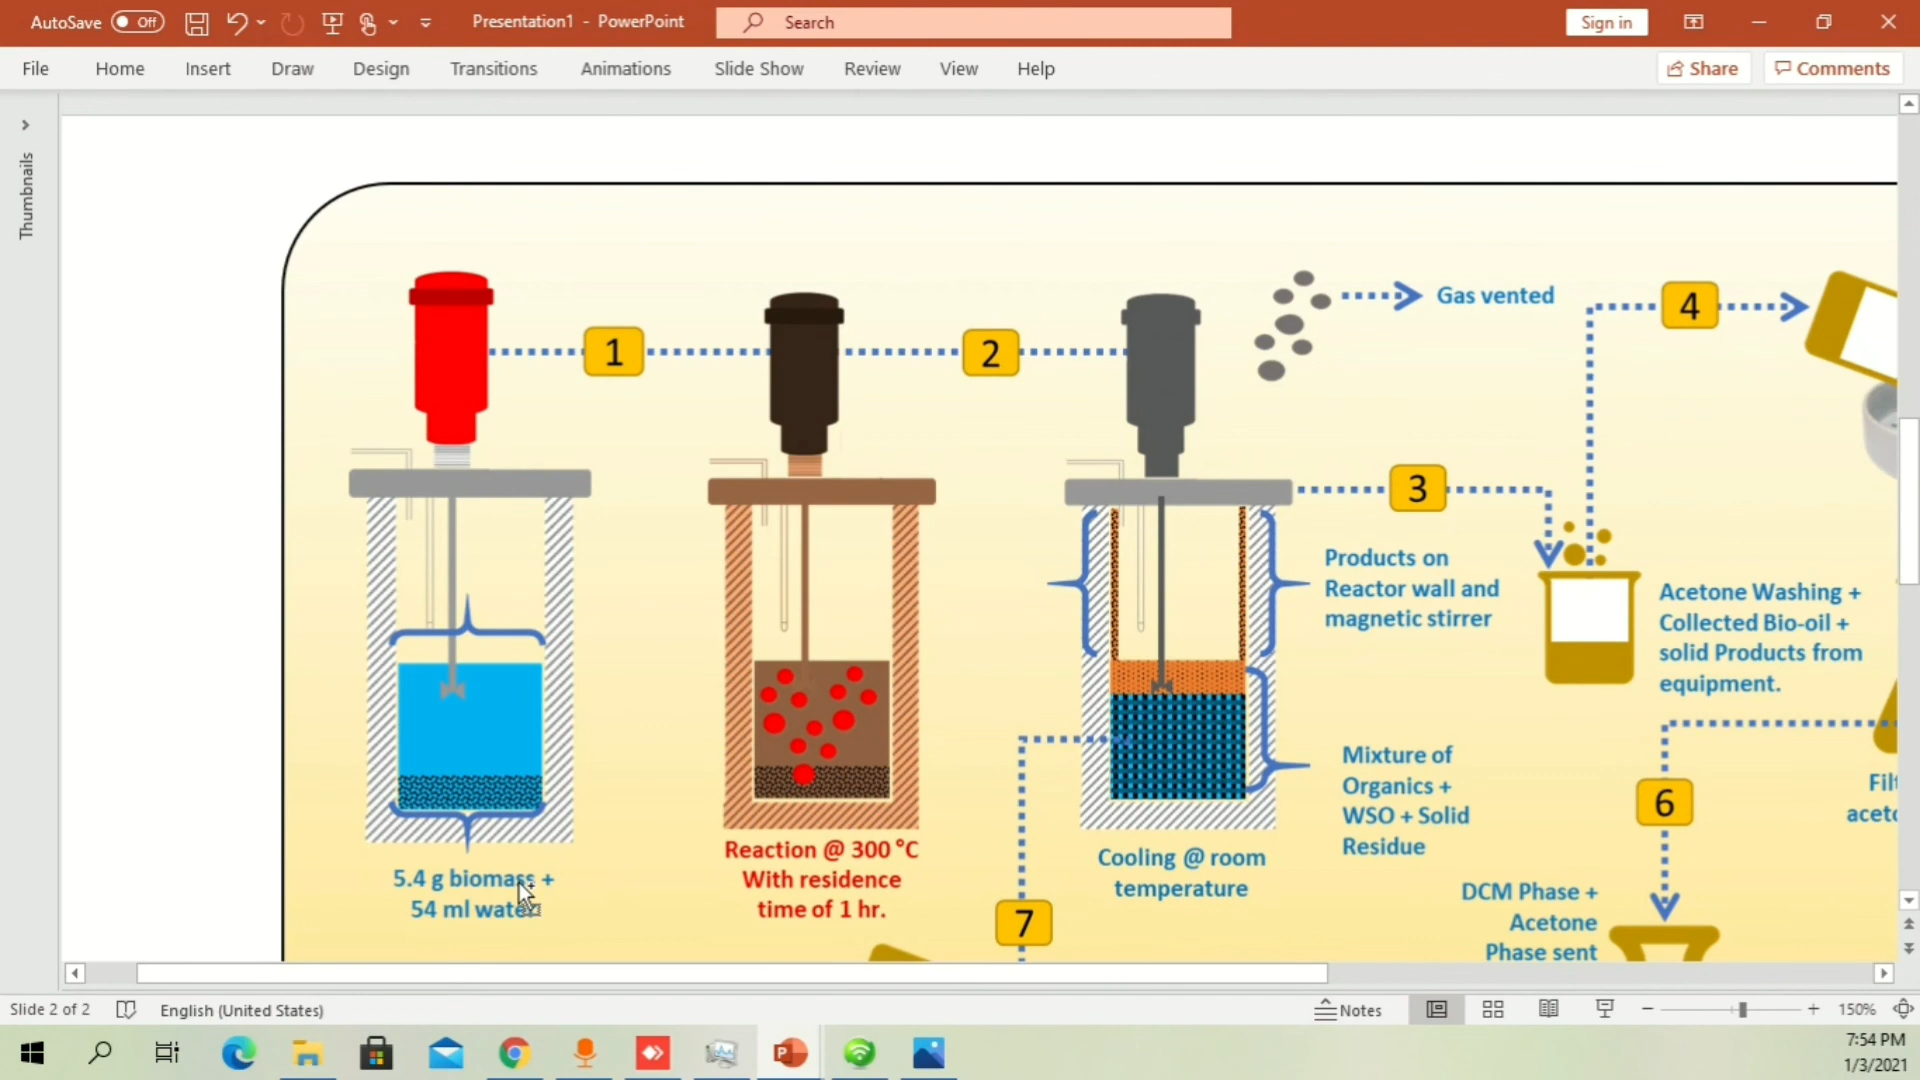 AutoSave Off Presentation1 - PowerPoint Search Sign in
File Home Insert Draw Design Transitions Animations Slide Show Review View Help Share Comments
Thumbnails
1
2
3
4
Gas vented
Products on
Reactor wall and
magnetic stirrer
Acetone Washing +
Collected Bio-oil +
solid Products from
equipment.
Mixture of
Organics +
WSO + Solid
Residue
6
5.4 g biomass +
54 ml water
Reaction @ 300 °C
With residence
time of 1 hr.
Cooling @ room
temperature
7
DCM Phase +
Acetone
Phase sent
Slide 2 of 2 English (United States) Notes 150%
7:54 PM
1/3/2021